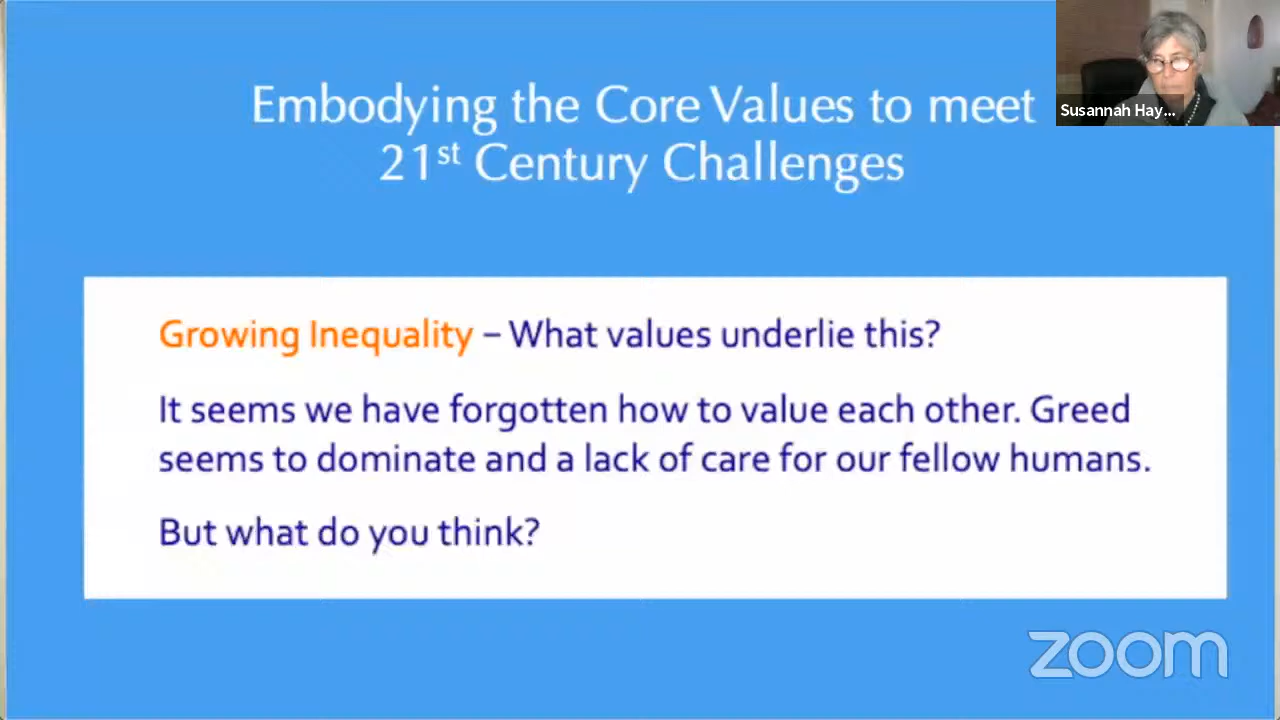 Embodying the Core Values to meet
21st Century Challenges
Susannah Hay...
Growing Inequality – What values underlie this?
It seems we have forgotten how to value each other. Greed
seems to dominate and a lack of care for our fellow humans.
But what do you think?
zoom